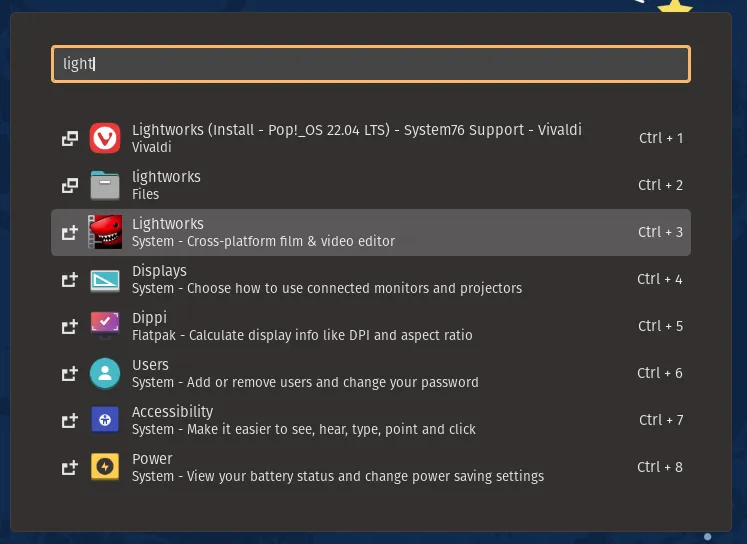 light
Lightworks (Install - Pop!_OS 22.04 LTS) - System76 Support - Vivaldi
Vivaldi
Ctrl + 1
lightworks
Files
Ctrl + 2
Lightworks
System - Cross-platform film & video editor
Ctrl + 3
Displays
System - Choose how to use connected monitors and projectors
Ctrl + 4
Dippi
Flatpak - Calculate display info like DPI and aspect ratio
Ctrl + 5
Users
System - Add or remove users and change your password
Ctrl + 6
Accessibility
System - Make it easier to see, hear, type, point and click
Ctrl + 7
Power
System - View your battery status and change power saving settings
Ctrl + 8